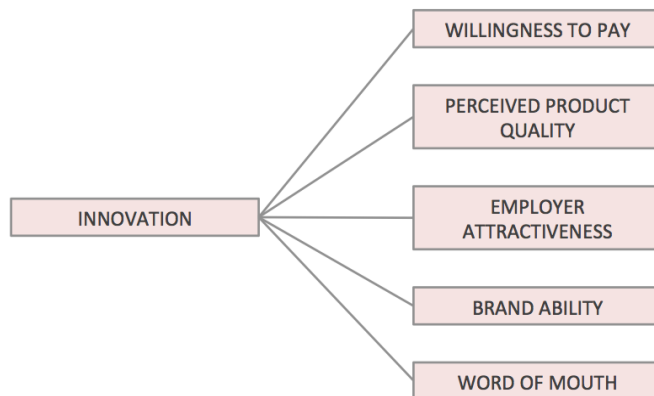 WILLINGNESS TO PAY
PERCEIVED PRODUCT
QUALITY
INNOVATION
EMPLOYER
ATTRACTIVENESS
BRAND ABILITY
WORD OF MOUTH